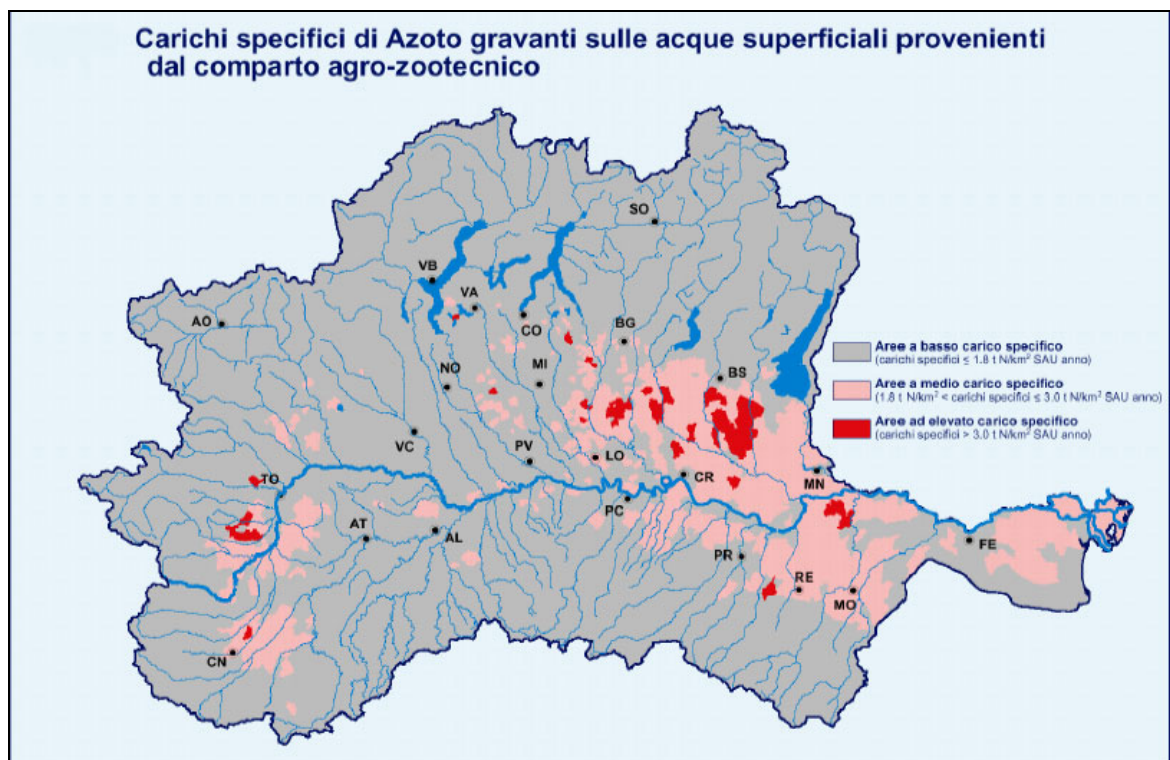 Carichi specifici di Azoto gravanti sulle acque superficiali provenienti
dal comparto agro-zootecnico
SO
VB
VA
AO
CO
BG
NO
MI
BS
Aree a basso carico specifico
(carichi specifici ≤ 1.8 t N/km² SAU anno)
Aree a medio carico specifico
(1.8 t N/km² < carichi specifici ≤ 3.0 t N/km² SAU anno)
Aree ad elevato carico specifico
(carichi specifici > 3.0 t N/km² SAU anno)
VC
PV
LO
TO
CR
MN
PC
AT
AL
FE
PR
RE
MO
CN